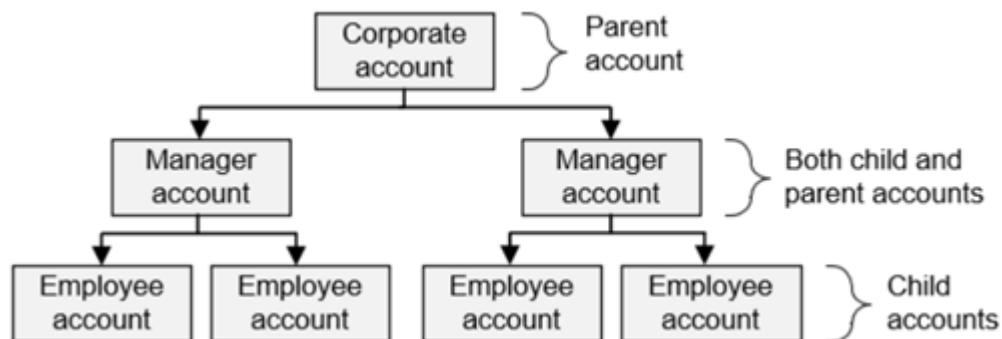 Corporate
account
Parent
account
Manager
account
Manager
account
Both child and
parent accounts
Employee
account
Employee
account
Employee
account
Employee
account
Child
accounts